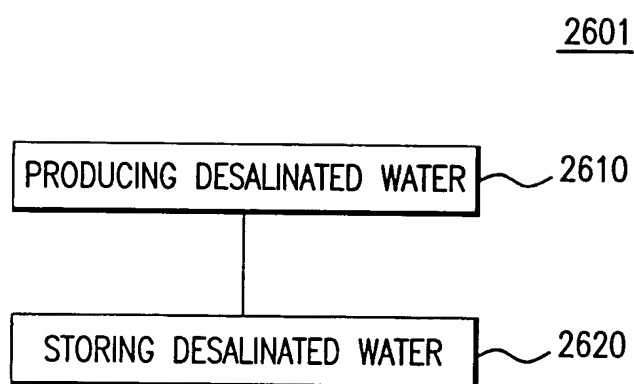 2601
PRODUCING DESALINATED WATER
2610
STORING DESALINATED WATER
2620